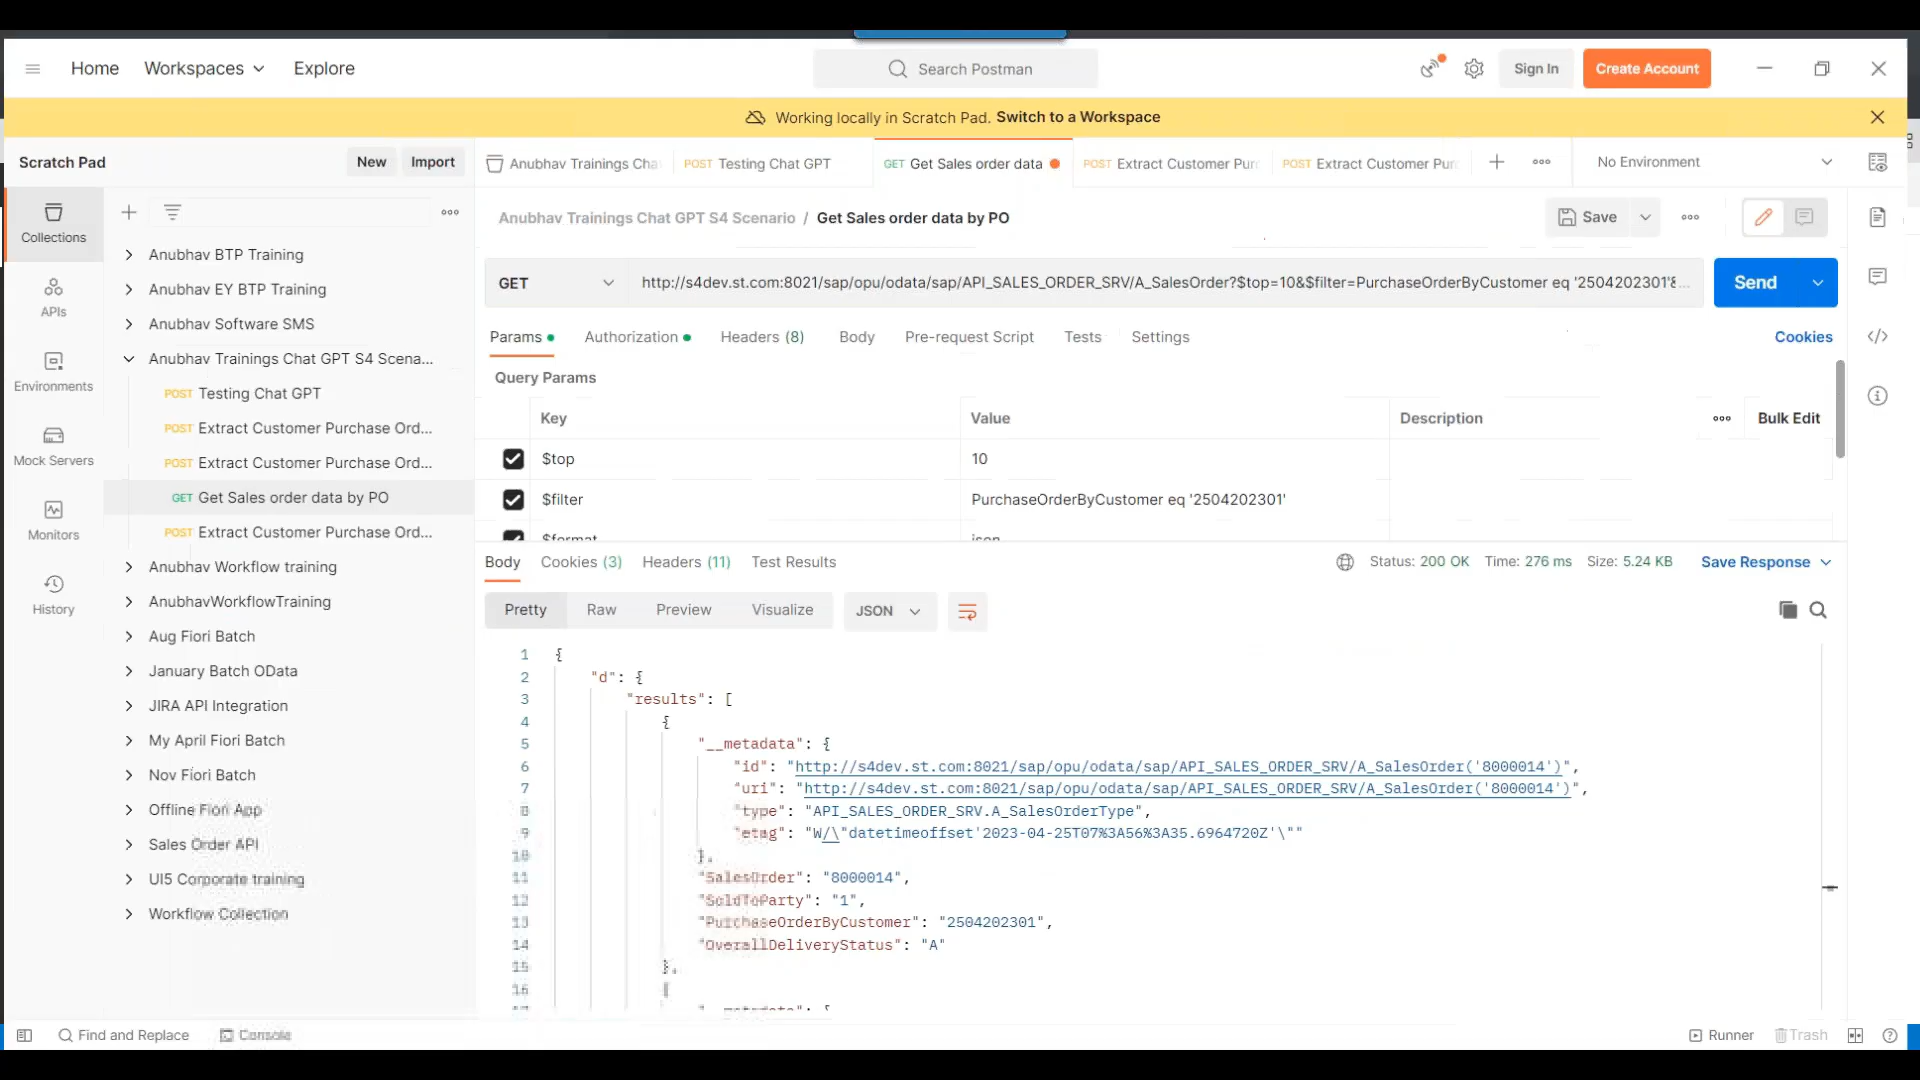 Home Workspaces Explore
Search Postman
Sign In Create Account
Working locally in Scratch Pad. Switch to a Workspace
Scratch Pad New Import
Anubhav Trainings Cha
POST Testing Chat GPT
GET Get Sales order data
POST Extract Customer Purc
POST Extract Customer Pur
No Environment
Collections
APIs
Environments
Mock Servers
Monitors
History
Anubhav BTP Training
Anubhav EY BTP Training
Anubhav Software SMS
Anubhav Trainings Chat GPT S4 Scena...
POST Testing Chat GPT
POST Extract Customer Purchase Ord...
POST Extract Customer Purchase Ord...
GET Get Sales order data by PO
POST Extract Customer Purchase Ord...
Anubhav Workflow training
AnubhavWorkflowTraining
Aug Fiori Batch
January Batch OData
JIRA API Integration
My April Fiori Batch
Nov Fiori Batch
Offline Fiori App
Sales Order API
UI5 Corporate training
Workflow Collection
Anubhav Trainings Chat GPT S4 Scenario / Get Sales order data by PO
Save
GET http://s4dev.st.com:8021/sap/opu/odata/sap/API_SALES_ORDER_SRV/A_SalesOrder?$top=10&$filter=PurchaseOrderByCustomer eq '2504202301'& ...
Send
Params Authorization Headers (8) Body Pre-request Script Tests Settings Cookies
Query Params
Key Value Description Bulk Edit
$top 10
$filter PurchaseOrderByCustomer eq '2504202301'
$format json
Body Cookies (3) Headers (11) Test Results
Status: 200 OK Time: 276 ms Size: 5.24 KB Save Response
Pretty Raw Preview Visualize JSON
1 {
2 "d": {
3 "results": [
4 {
5 "__metadata": {
6 "id": "http://s4dev.st.com:8021/sap/opu/odata/sap/API_SALES_ORDER_SRV/A_SalesOrder('8000014')",
7 "uri": "http://s4dev.st.com:8021/sap/opu/odata/sap/API_SALES_ORDER_SRV/A_SalesOrder('8000014')",
8 "type": "API_SALES_ORDER_SRV.A_SalesOrderType",
9 "etag": "W/\"datetimeoffset'2023-04-25T07%3A56%3A35.6964720Z'\""
10 },
11 "SalesOrder": "8000014",
12 "SoldToParty": "1",
13 "PurchaseOrderByCustomer": "2504202301",
14 "OverallDeliveryStatus": "A"
15 },
16
17 "__metadata": {
Find and Replace Console Runner Trash